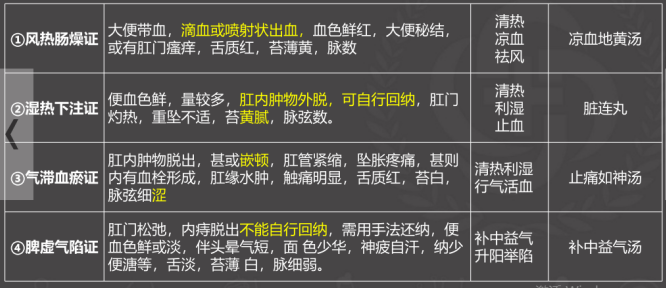 ①风热肠燥证
大便带血，滴血或喷射状出血，血色鲜红，大便秘结，
或有肛门瘙痒，舌质红，苔薄黄，脉数
清热
凉血
祛风
凉血地黄汤
②湿热下注证
便血色鲜，量较多，肛内肿物外脱，可自行回纳，肛门
灼热，重坠不适，苔黄腻，脉弦数。
清热
利湿
止血
脏连丸
③气滞血瘀证
肛内肿物脱出，甚或嵌顿，肛管紧缩，坠胀疼痛，甚则
内有血栓形成，肛缘水肿，触痛明显，舌质红，苔白，
脉弦细涩
清热利湿
行气活血
止痛如神汤
④脾虚气陷证
肛门松弛，内痔脱出不能自行回纳，需用手法还纳，便
血色鲜或淡，伴头晕气短，面 色少华，神疲自汗，纳少
便溏等，舌淡，苔薄 白，脉细弱。
补中益气
升阳举陷
补中益气汤